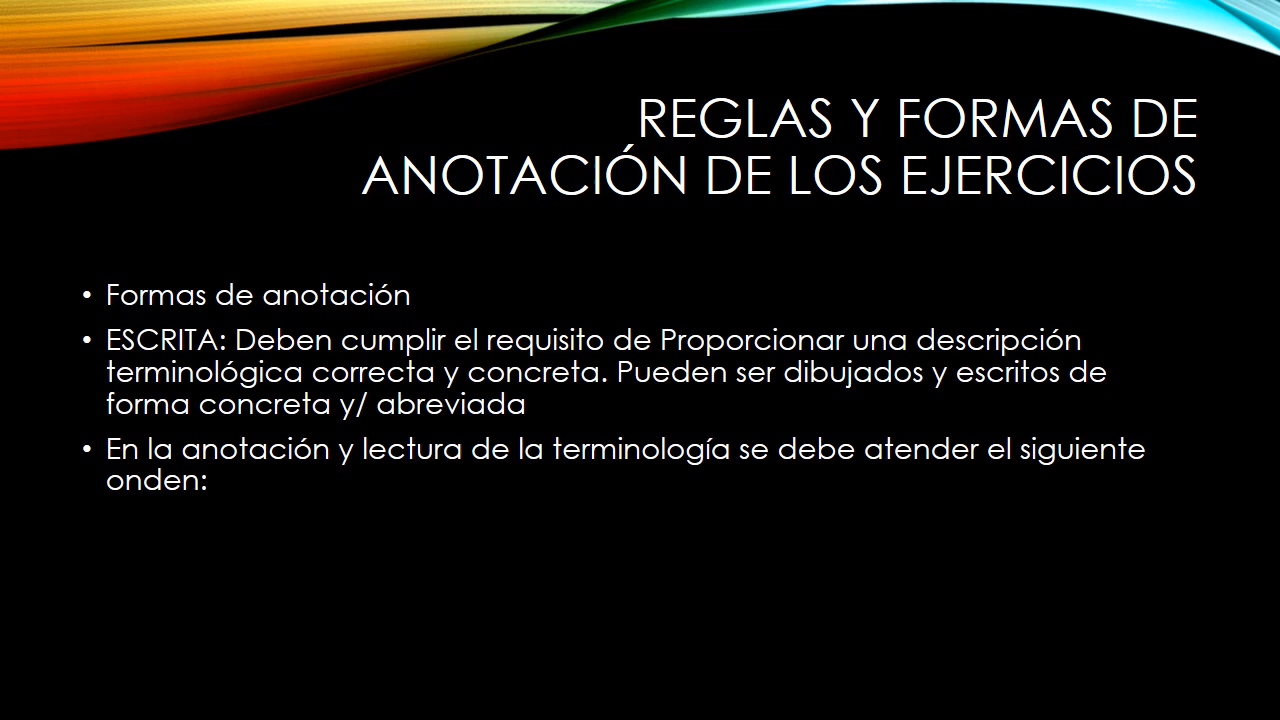 REGLAS Y FORMAS DE
ANOTACIÓN DE LOS EJERCICIOS
• Formas de anotación
• ESCRITA: Deben cumplir el requisito de Proporcionar una descripción
terminológica correcta y concreta. Pueden ser dibujados y escritos de
forma concreta y/ abreviada
• En la anotación y lectura de la terminología se debe atender el siguiente
onden: